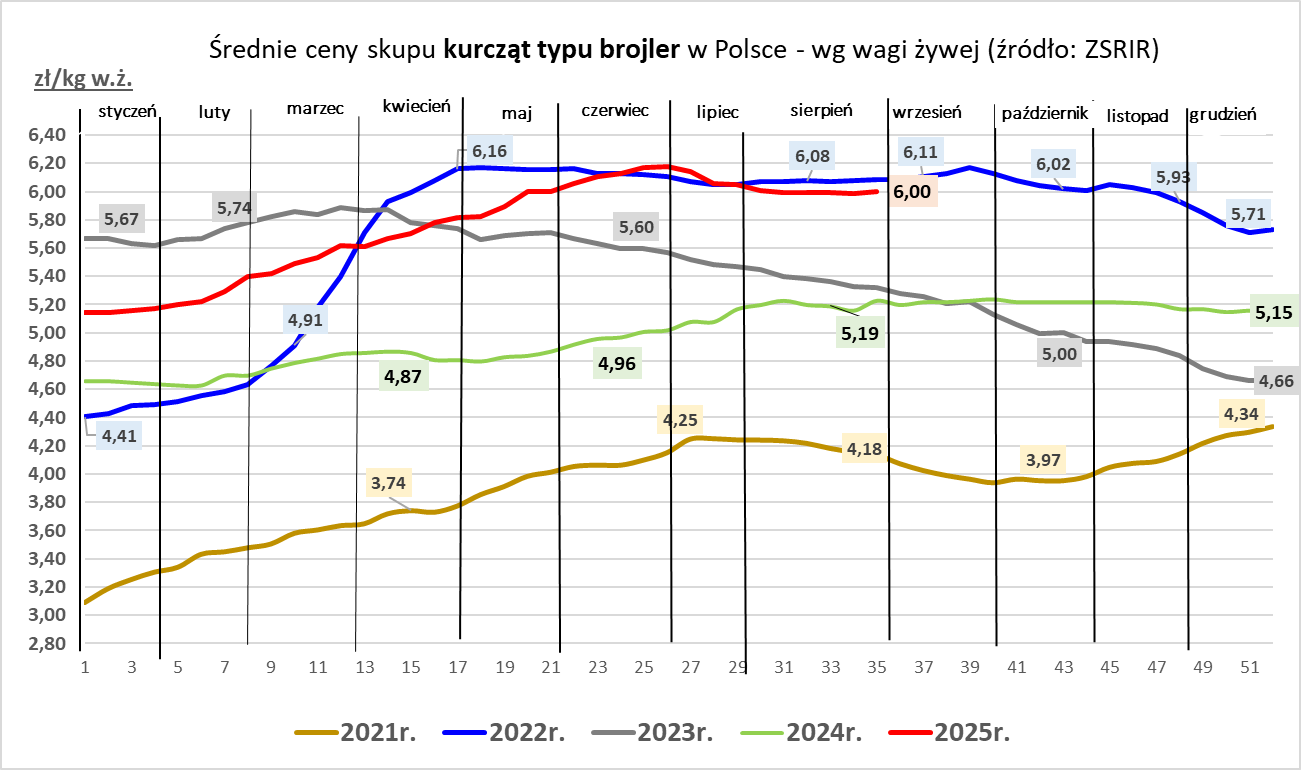 Średnie ceny skupu kurcząt typu brojler w Polsce - wg wagi żywej (źródło: ZSRIR)
zł/kg w.ż.
styczeń luty marzec kwiecień maj czerwiec lipiec sierpień wrzesień październik listopad grudzień
6,40
6,20
6,00
5,80
5,60
5,40
5,20
5,00
4,80
4,60
4,40
4,20
4,00
3,80
3,60
3,40
3,20
3,00
2,80
6,16 6,08 6,11 6,02 5,93
6,00
5,67 5,74 5,60 5,71
4,91 5,19 5,15
4,87 4,96 5,00 4,66
4,41 4,25 4,18 3,97 4,34
3,74
1 3 5 7 9 11 13 15 17 19 21 23 25 27 29 31 33 35 37 39 41 43 45 47 49 51
2021r. 2022r. 2023r. 2024r. 2025r.